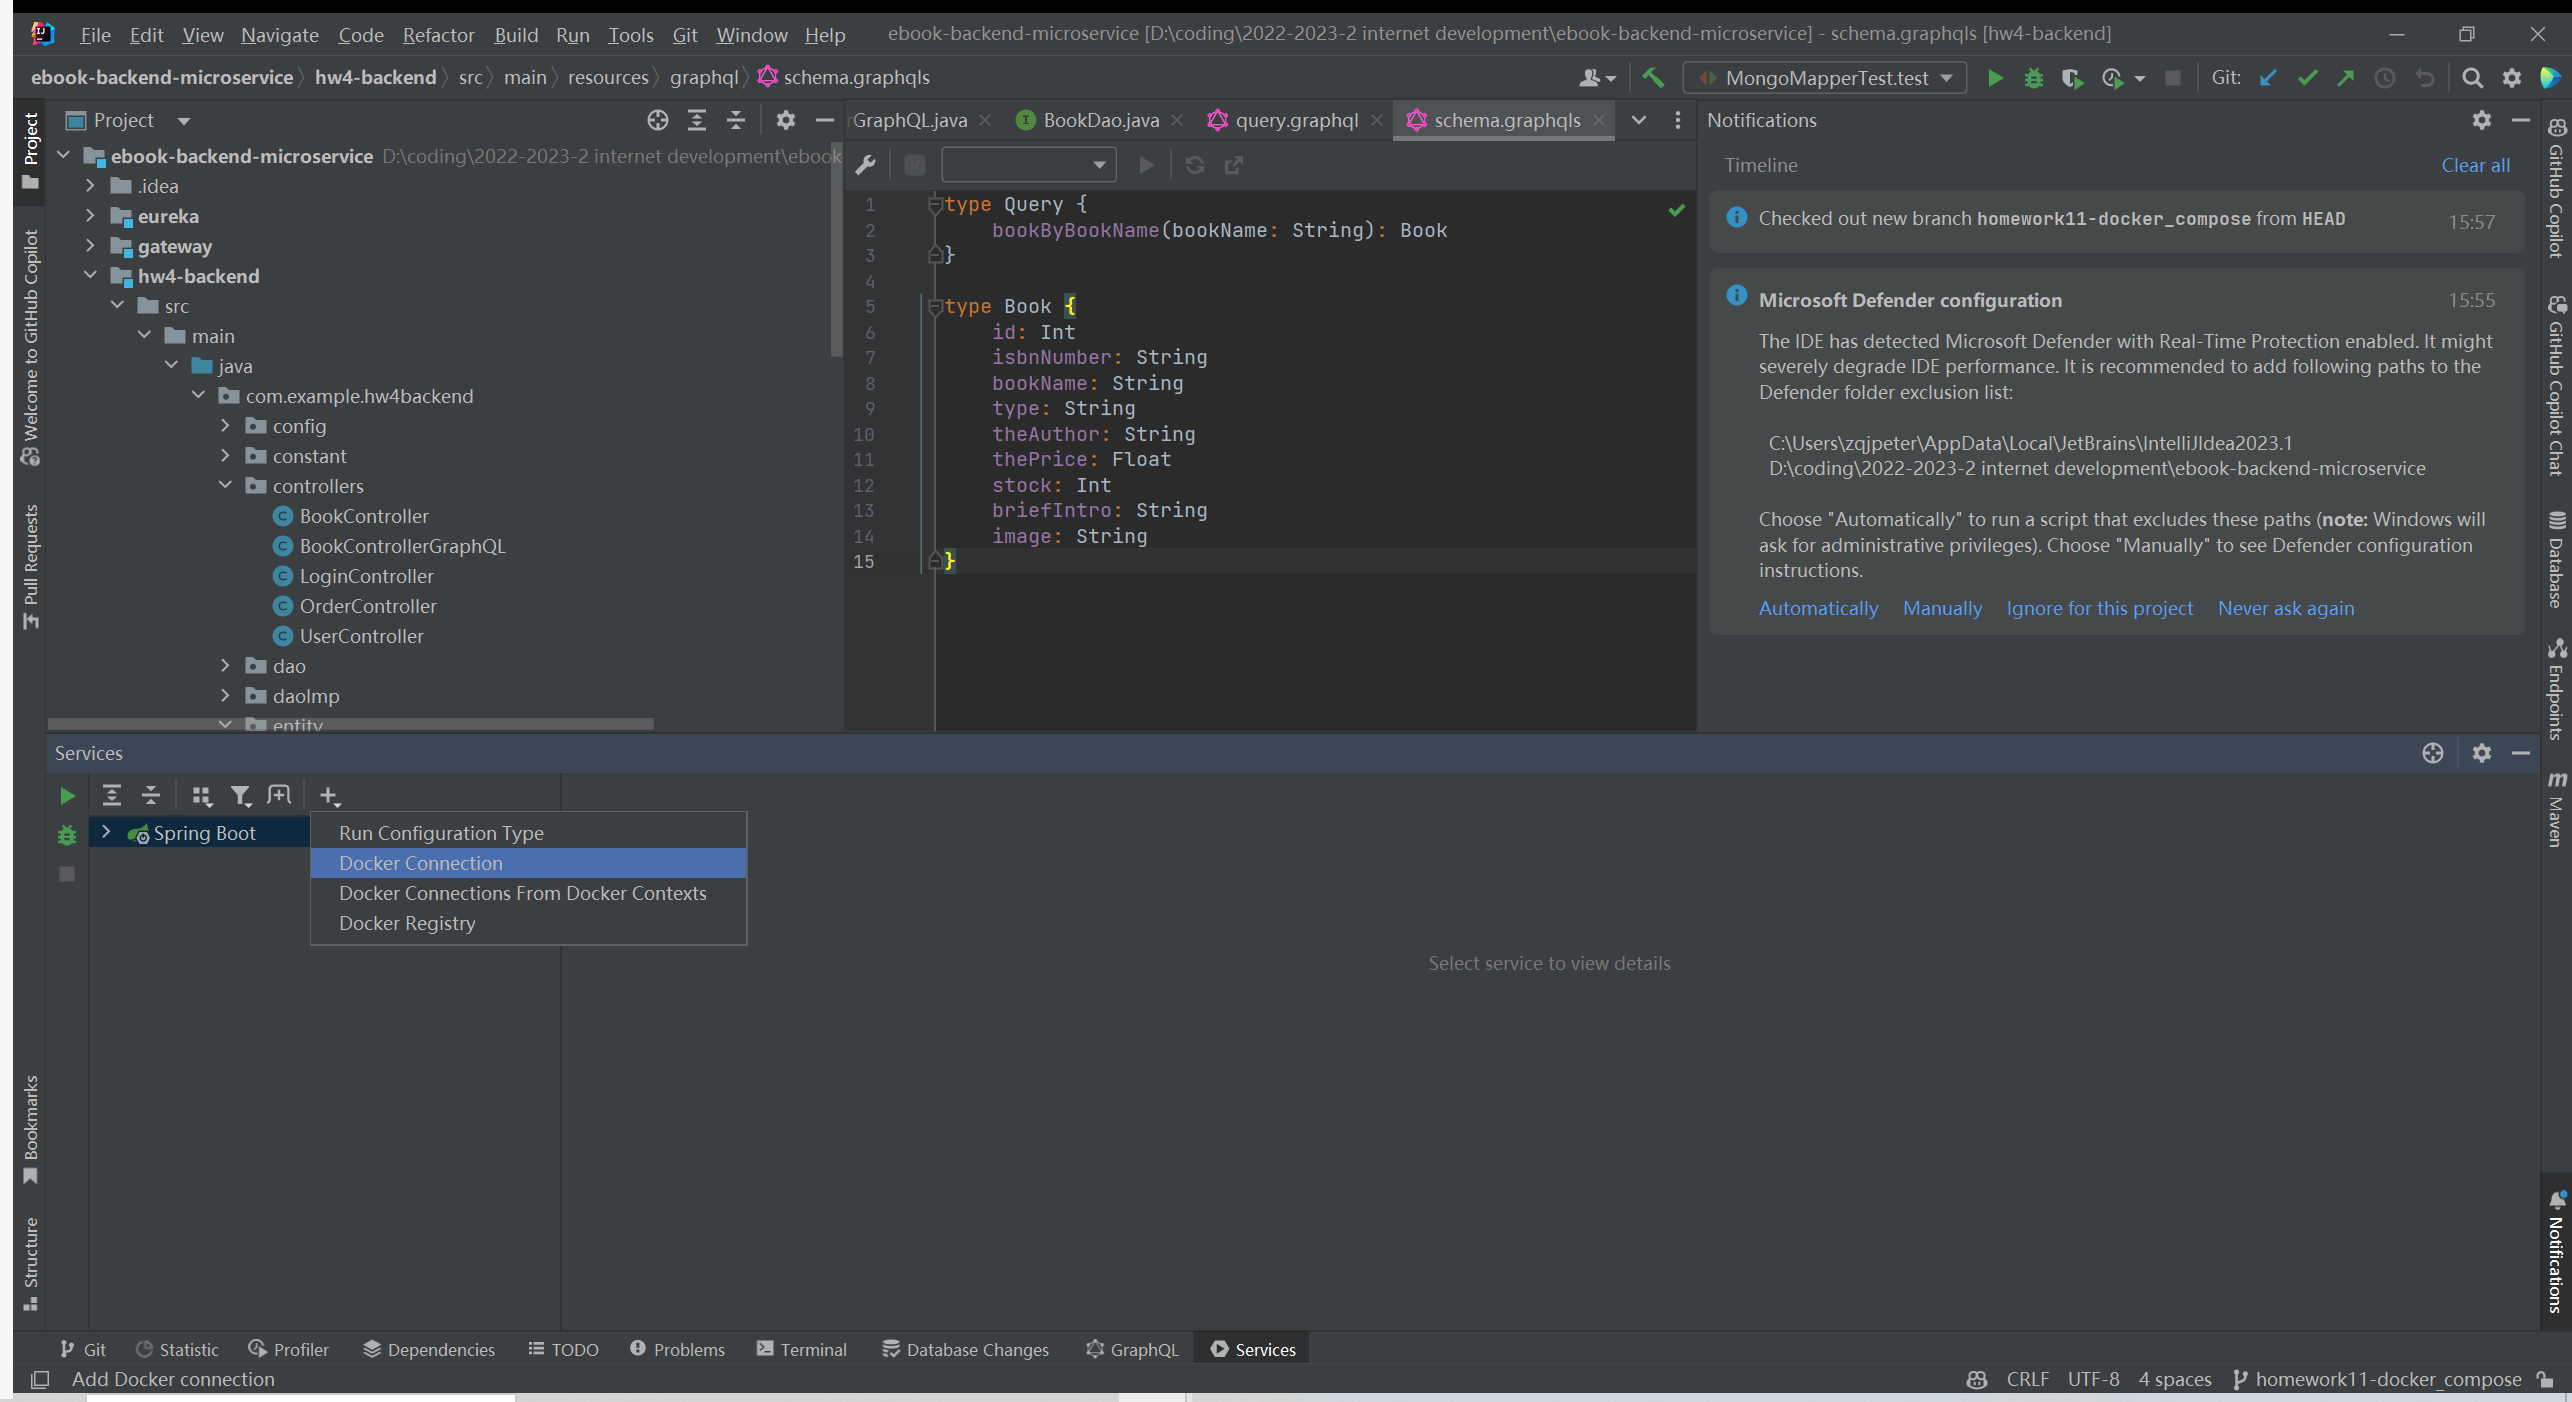 File Edit View Navigate Code Refactor Build Run Tools Git Window Help ebook-backend-microservice [D:\coding\2022-2023-2 internet development\ebook-backend-microservice] - schema.graphqls [hw4-backend]
ebook-backend-microservice hw4-backend src main resources graphql schema.graphqls MongoMapperTest.test Git:
Project
GraphQL.java BookDao.java query.graphql schema.graphqls
Notifications
Timeline Clear all
ebook-backend-microservice D:\coding\2022-2023-2 internet development\ebook
.idea
eureka
gateway
hw4-backend
src
main
java
com.example.hw4backend
config
constant
controllers
BookController
BookControllerGraphQL
LoginController
OrderController
UserController
dao
daoImp
entity
1 type Query {
2 bookByBookName(bookName: String): Book
3 }
4
5 type Book {
6 id: Int
7 isbnNumber: String
8 bookName: String
9 type: String
10 theAuthor: String
11 thePrice: Float
12 stock: Int
13 briefIntro: String
14 image: String
15 }
Checked out new branch homework11-docker_compose from HEAD 15:57
Microsoft Defender configuration 15:55
The IDE has detected Microsoft Defender with Real-Time Protection enabled. It might
severely degrade IDE performance. It is recommended to add following paths to the
Defender folder exclusion list:
C:\Users\zqjpeter\AppData\Local\JetBrains\IntelliJIdea2023.1
D:\coding\2022-2023-2 internet development\ebook-backend-microservice
Choose "Automatically" to run a script that excludes these paths (note: Windows will
ask for administrative privileges). Choose "Manually" to see Defender configuration
instructions.
Automatically Manually Ignore for this project Never ask again
Services
Spring Boot
Run Configuration Type
Docker Connection
Docker Connections From Docker Contexts
Docker Registry
Select service to view details
Project
Welcome to GitHub Copilot
Pull Requests
Bookmarks
Structure
GitHub Copilot
GitHub Copilot Chat
Database
Endpoints
m Maven
Notifications
Git Statistic Profiler Dependencies TODO Problems Terminal Database Changes GraphQL Services
Add Docker connection CRLF UTF-8 4 spaces homework11-docker_compose